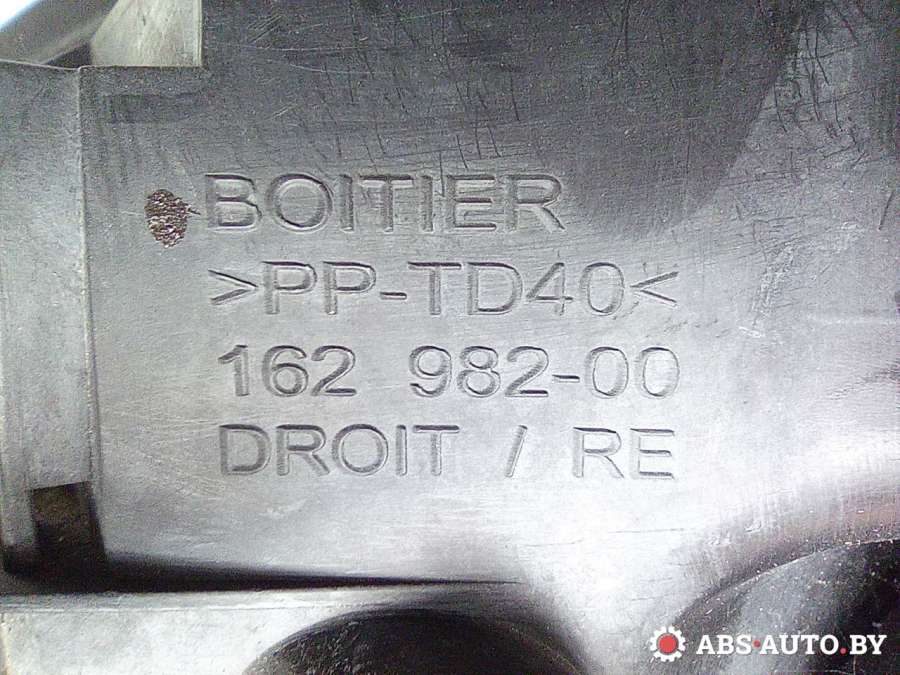 BOITIER
>PP-TD40<
162 982-00
DROIT / RE
ABS·AUTO.BY